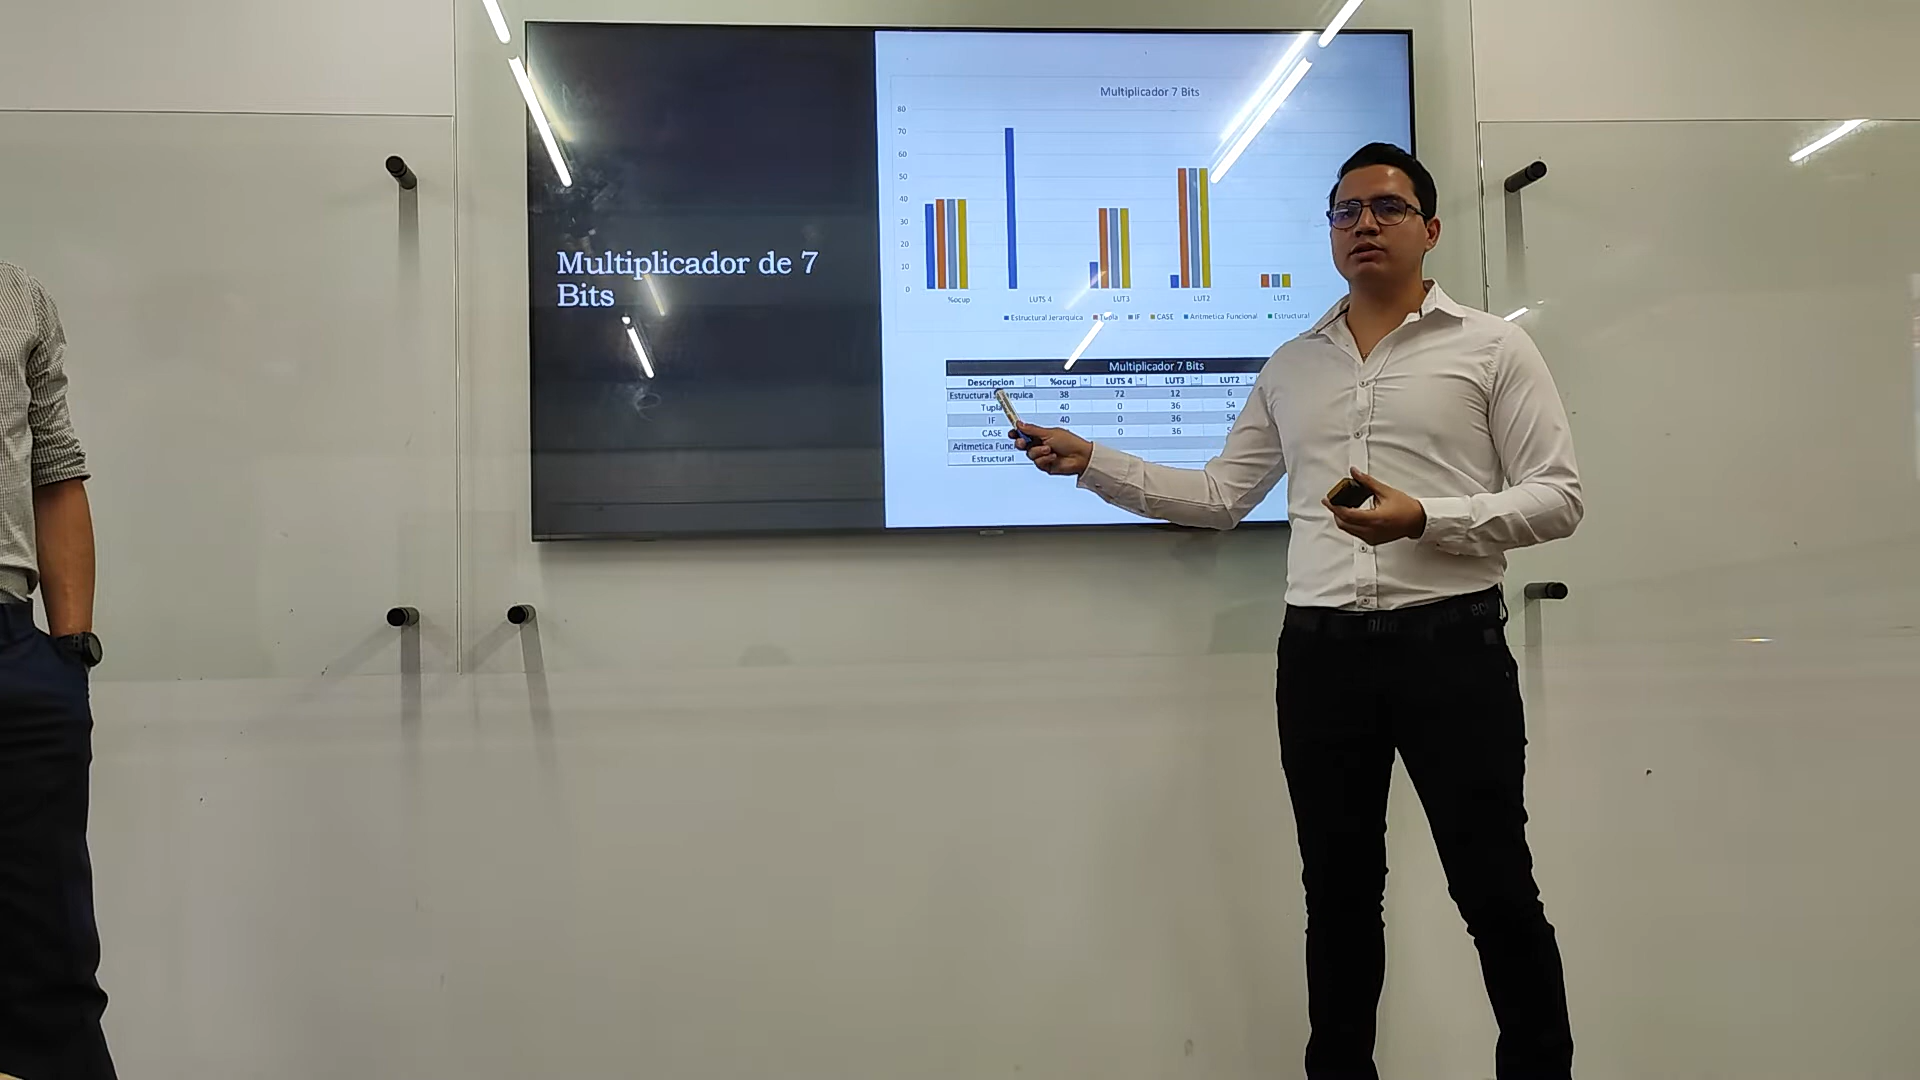 Multiplicador de 7
Bits
Multiplicador 7 Bits
80
70
60
50
40
30
20
10
0
%ocup LUTS 4 LUT3 LUT2 LUT1
Estructural Jerarquica Tupla IF CASE Aritmetica Funcional Estructural
Multiplicador 7 Bits
Descripcion %ocup LUTS 4 LUT3 LUT2
Estructural 38 72 12 6
Tupla 40 0 36 54
IF 40 0 36 54
CASE 0 36
Aritmetica
Estructural